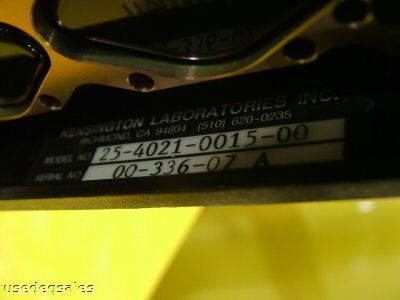 KENSINGTON LABORATORIES INC.
RICHMOND, CA 94804 (510) 620-0235
MODEL NO 25-4021-0015-00
SERIAL NO 00-336-07 A
usedeqsales